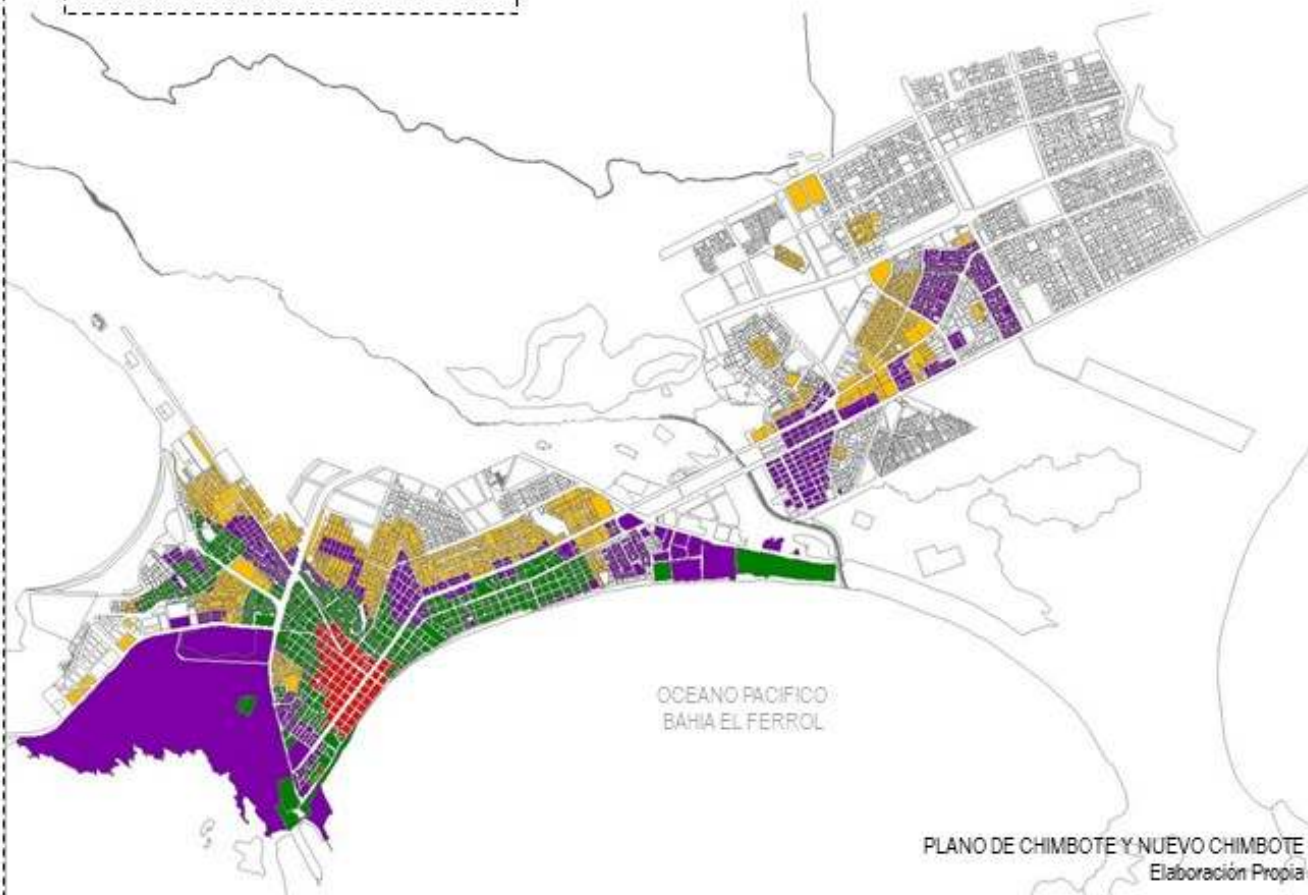 OCEANO PACIFICO
BAHIA EL FERROL
PLANO DE CHIMBOTE Y NUEVO CHIMBOTE
Elaboración Propia